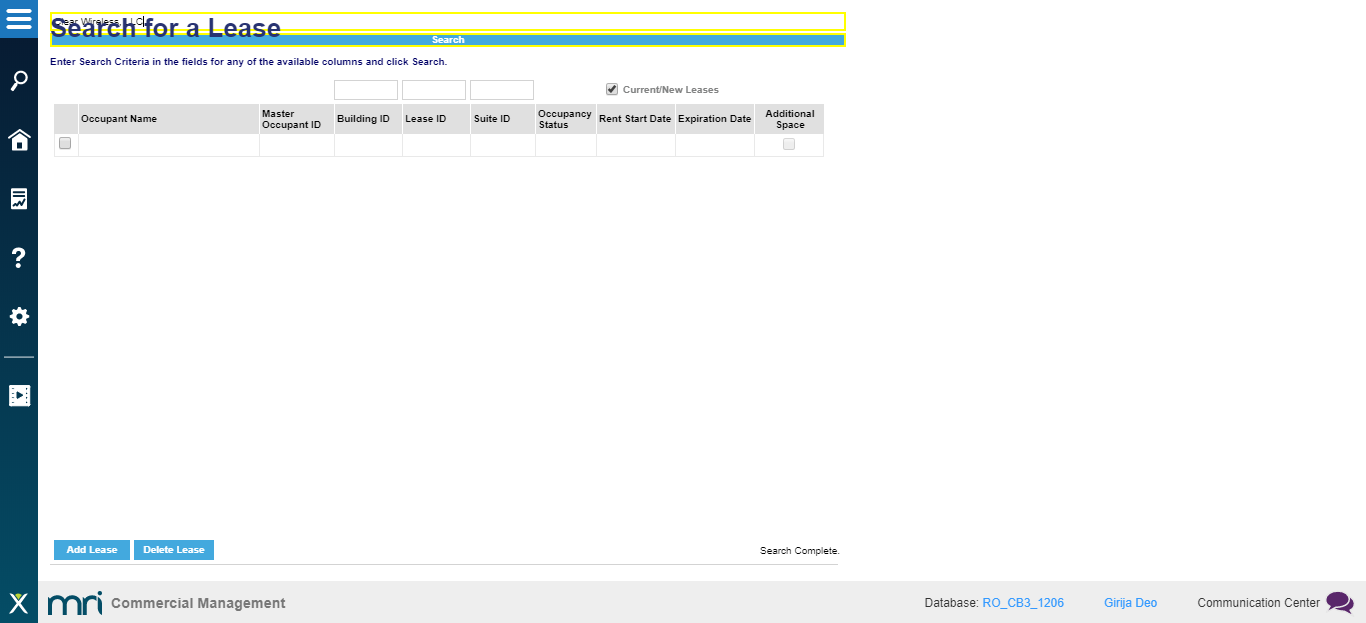 Clear Wireless, LLC
Search for a Lease
Search
Enter Search Criteria in the fields for any of the available columns and click Search.
Current/New Leases
Occupant Name
Master Occupant ID
Building ID
Lease ID
Suite ID
Occupancy Status
Rent Start Date
Expiration Date
Additional Space
Add Lease
Delete Lease
Search Complete.
mri Commercial Management
Database: RO_CB3_1206
Girija Deo
Communication Center